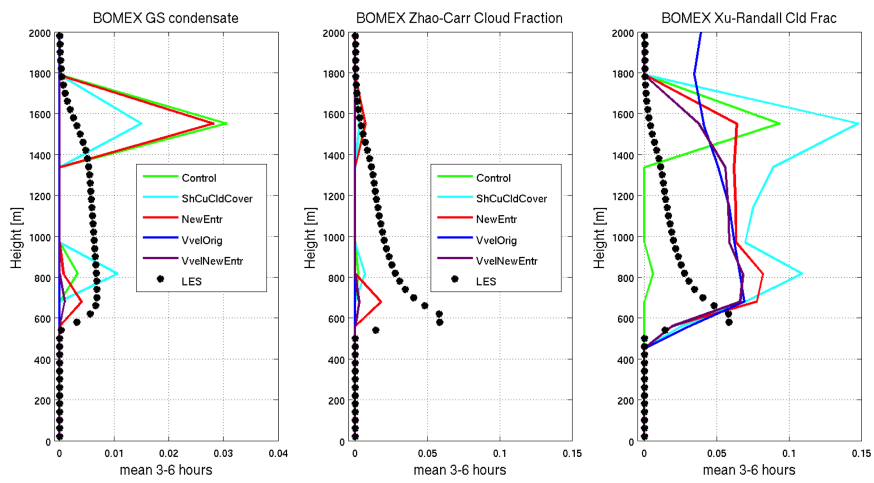 BOMEX GS condensate
2000
1800
1600
1400
1200
1000
800
600
400
200
0
Height [m]
Control
ShCuCldCover
NewEntr
VvelOrig
VvelNewEntr
LES
0 0.01 0.02 0.03 0.04
mean 3-6 hours
BOMEX Zhao-Carr Cloud Fraction
2000
1800
1600
1400
1200
1000
800
600
400
200
0
Height [m]
Control
ShCuCldCover
NewEntr
VvelOrig
VvelNewEntr
LES
0 0.05 0.1 0.15
mean 3-6 hours
BOMEX Xu-Randall Cld Frac
2000
1800
1600
1400
1200
1000
800
600
400
200
0
Height [m]
0 0.05 0.1 0.15
mean 3-6 hours